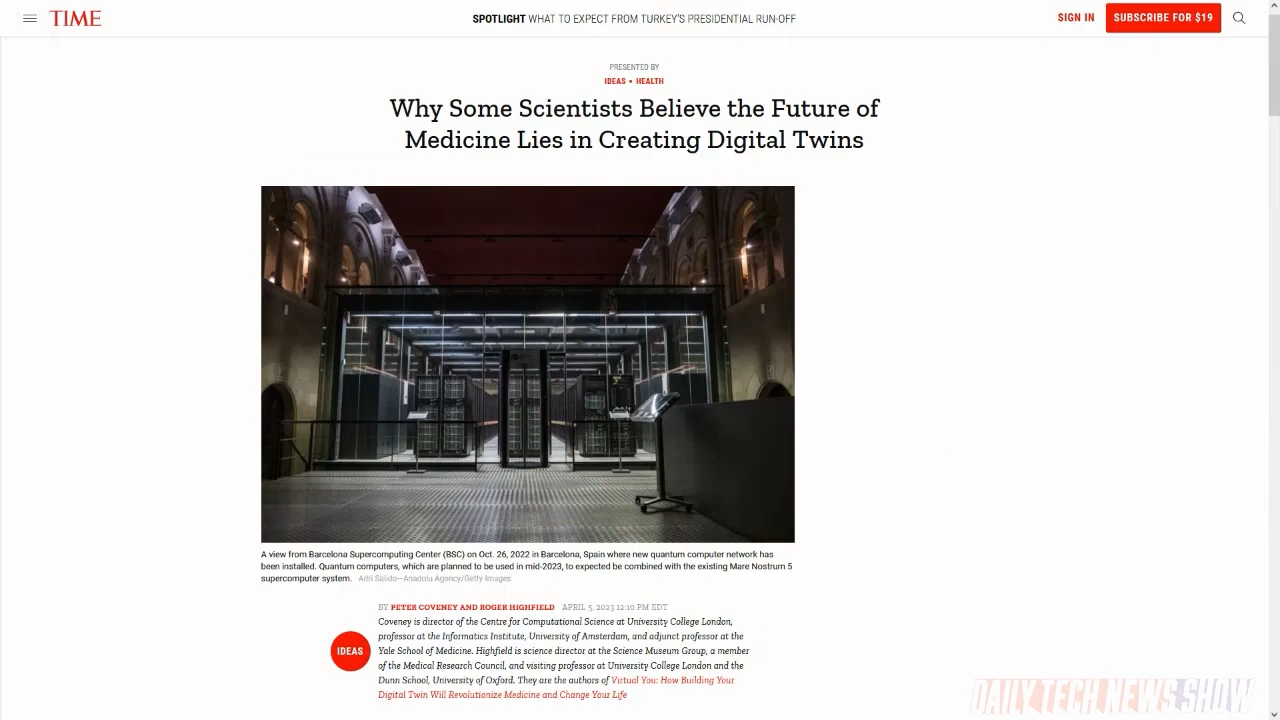 TIME
SPOTLIGHT WHAT TO EXPECT FROM TURKEY'S PRESIDENTIAL RUN-OFF
SIGN IN
SUBSCRIBE FOR $19
PRESENTED BY
IDEAS • HEALTH
Why Some Scientists Believe the Future of
Medicine Lies in Creating Digital Twins
A view from Barcelona Supercomputing Center (BSC) on Oct. 26, 2022 in Barcelona, Spain where new quantum computer network has
been installed. Quantum computers, which are planned to be used in mid-2023, to expected be combined with the existing Mare Nostrum 5
supercomputer system. Adri Salido—Anadolu Agency/Getty Images
BY PETER COVENEY AND ROGER HIGHFIELD APRIL 5, 2023 12:10 PM EDT
IDEAS
Coveney is director of the Centre for Computational Science at University College London,
professor at the Informatics Institute, University of Amsterdam, and adjunct professor at the
Yale School of Medicine. Highfield is science director at the Science Museum Group, a member
of the Medical Research Council, and visiting professor at University College London and the
Dunn School, University of Oxford. They are the authors of Virtual You: How Building Your
Digital Twin Will Revolutionize Medicine and Change Your Life
DAILY TECH NEWS SHOW